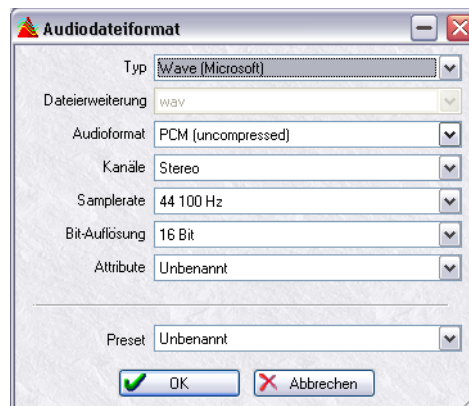 Audiodateiformat
Typ Wave (Microsoft)
Dateierweiterung wav
Audioformat PCM (uncompressed)
Kanäle Stereo
Samplerate 44 100 Hz
Bit-Auflösung 16 Bit
Attribute Unbenannt
Preset Unbenannt
OK Abbrechen